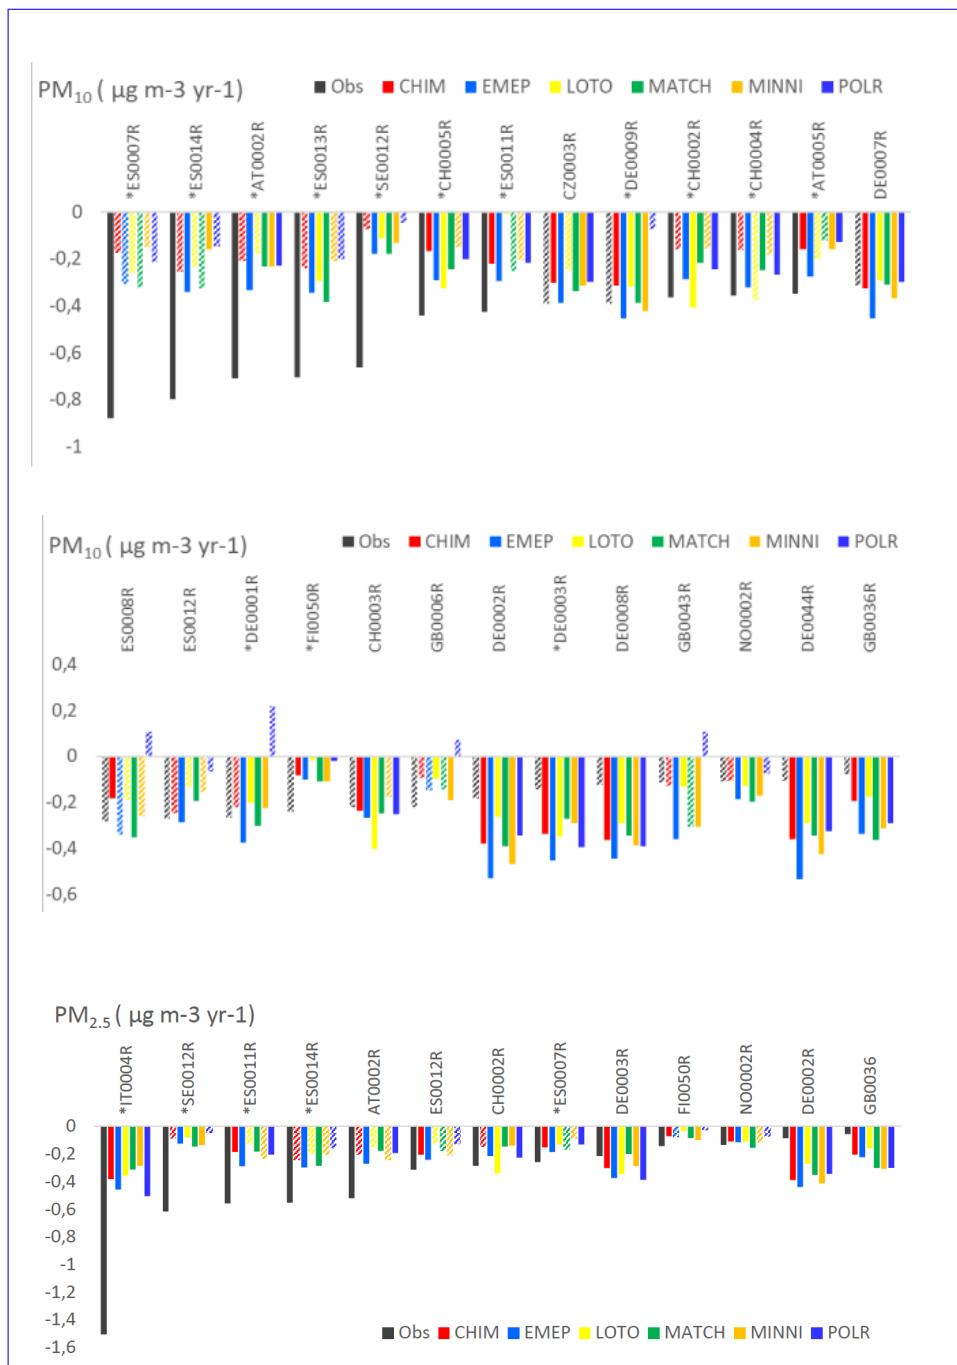 PM10 ( µg m-3 yr-1)
Obs CHIM EMEP LOTO MATCH MINNI POLR
*ES0007R *ES0014R *AT0002R *ES0013R *SE0012R *CH0005R *ES0011R CZ0003R *DE0009R *CH0002R *CH0004R *AT0005R DE0007R
0
-0,2
-0,4
-0,6
-0,8
-1
PM10 ( µg m-3 yr-1)
Obs CHIM EMEP LOTO MATCH MINNI POLR
ES0008R ES0012R *DE0001R *FI0050R CH0003R GB0006R DE0002R *DE0003R DE0008R GB0043R NO0002R DE0044R GB0036R
0,4
0,2
0
-0,2
-0,4
-0,6
PM2.5 ( µg m-3 yr-1)
*IT0004R *SE0012R *ES0011R *ES0014R AT0002R ES0012R CH0002R *ES0007R DE0003R FI0050R NO0002R DE0002R GB0036
0
-0,2
-0,4
-0,6
-0,8
-1
-1,2
-1,4
-1,6
Obs CHIM EMEP LOTO MATCH MINNI POLR